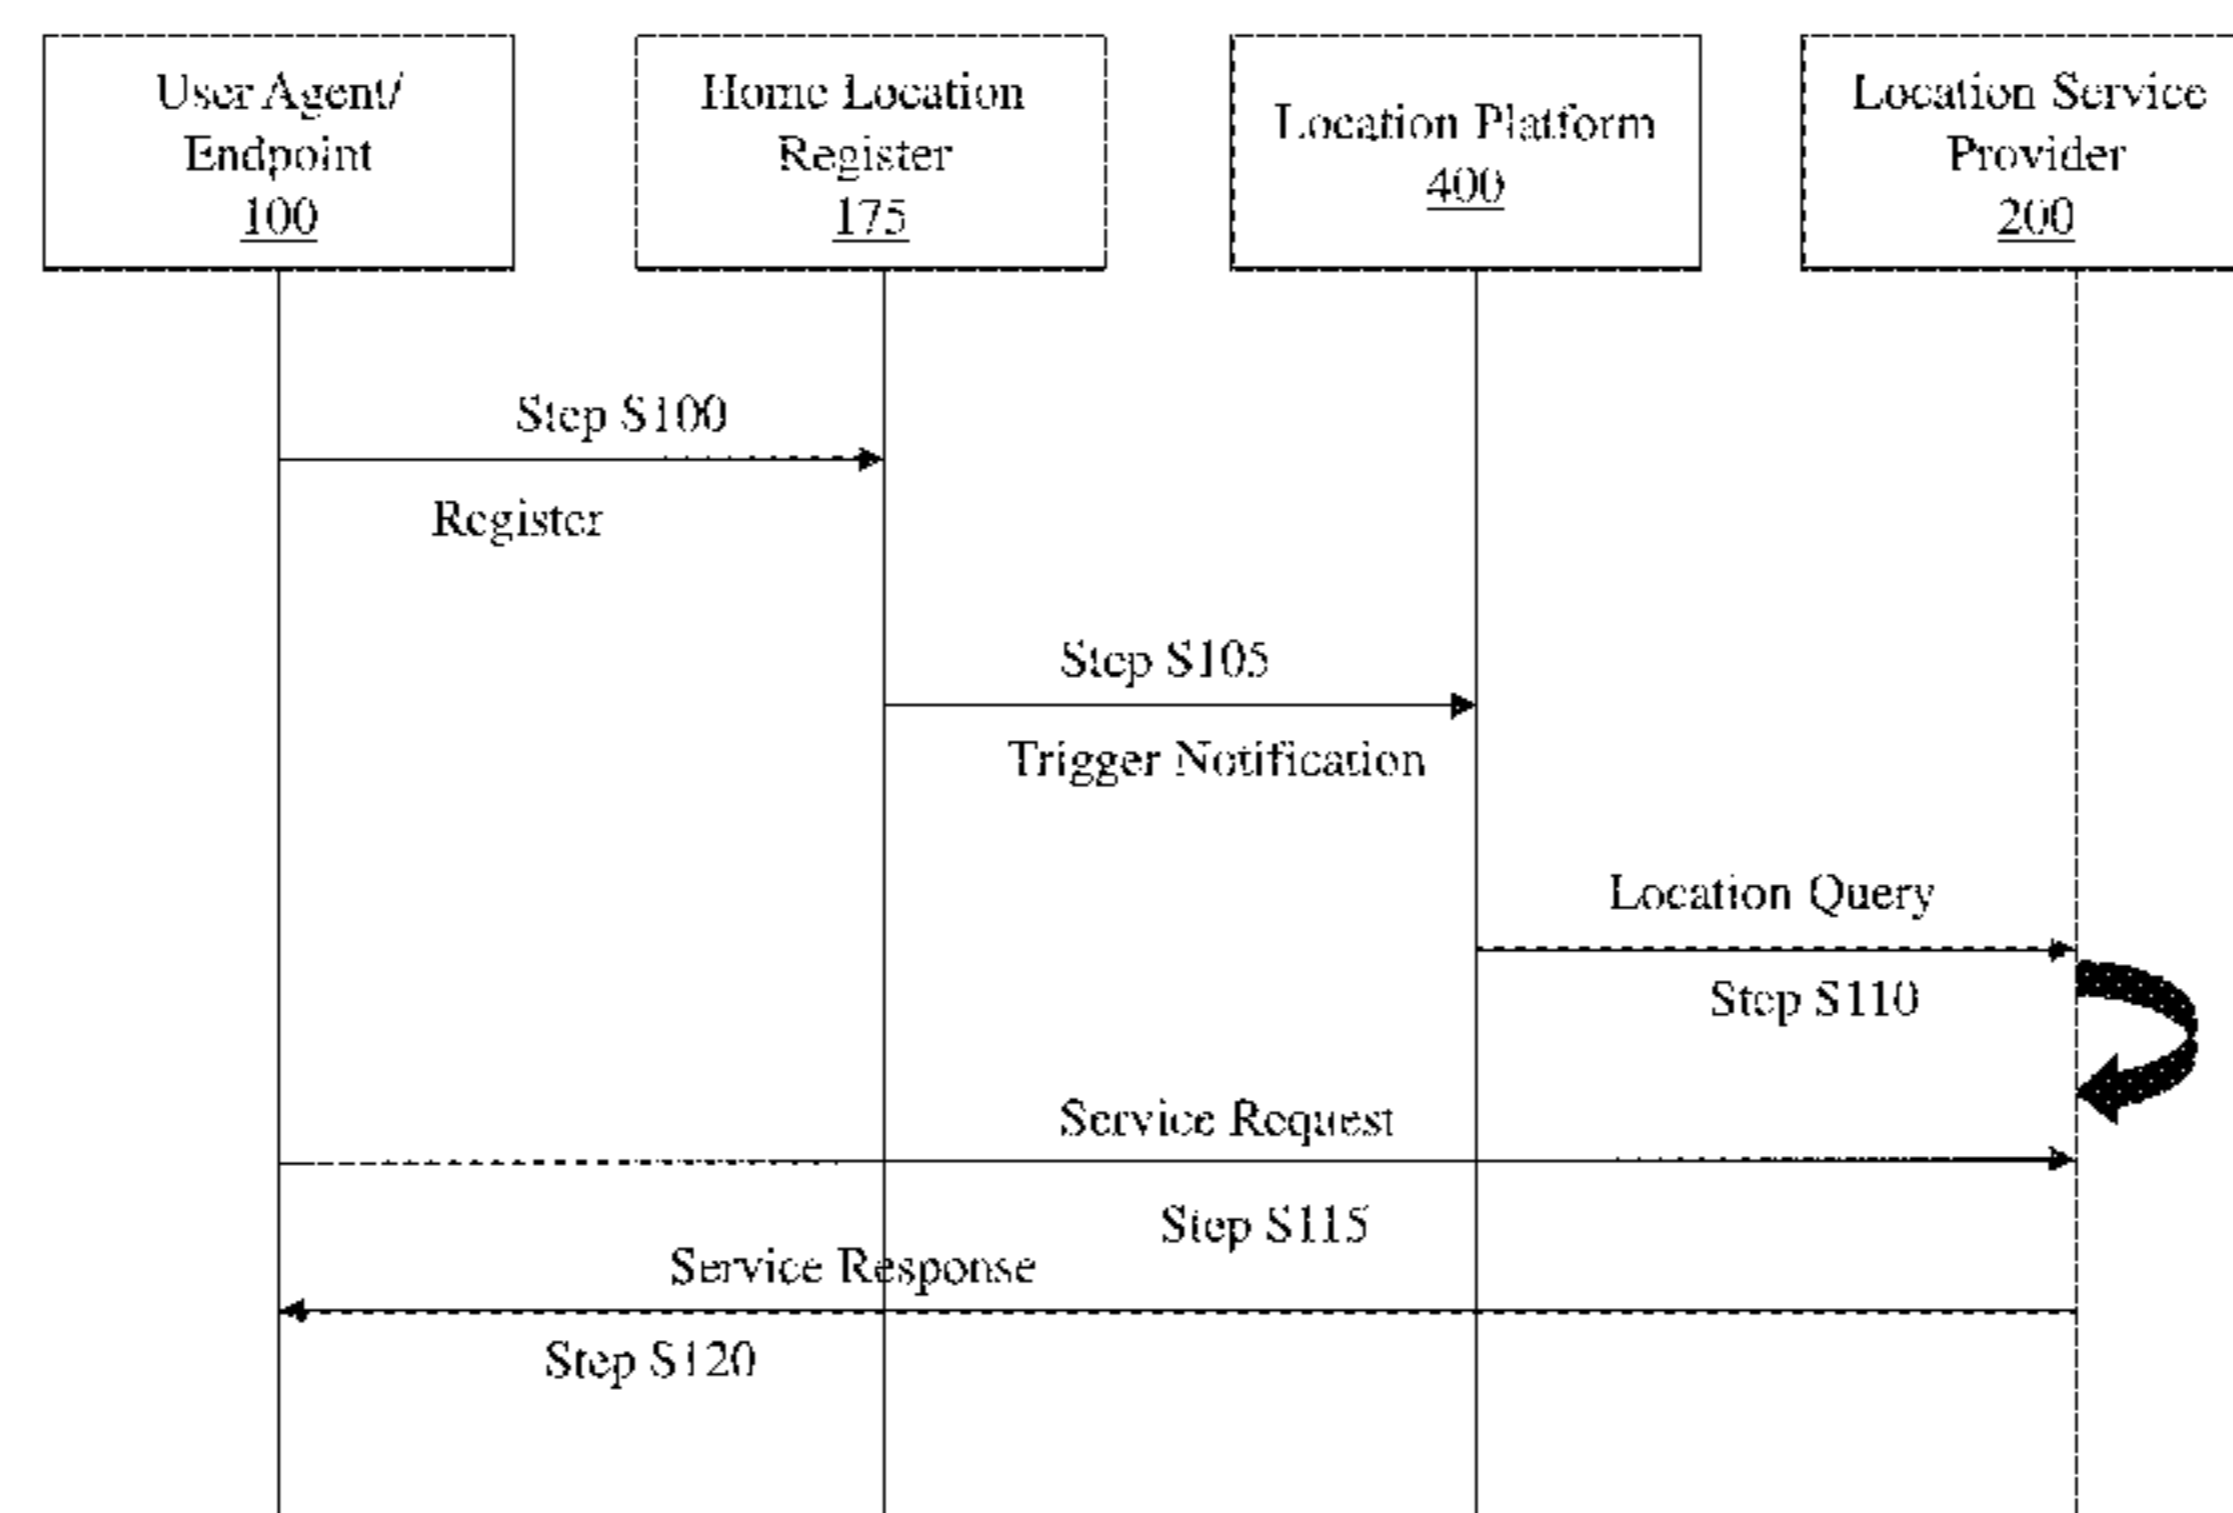 User Agent/
Endpoint
100
Home Location
Register
175
Location Platform
400
Location Service
Provider
200
Step S100
Register
Step S105
Trigger Notification
Location Query
Step S110
Service Request
Step S115
Service Response
Step S120